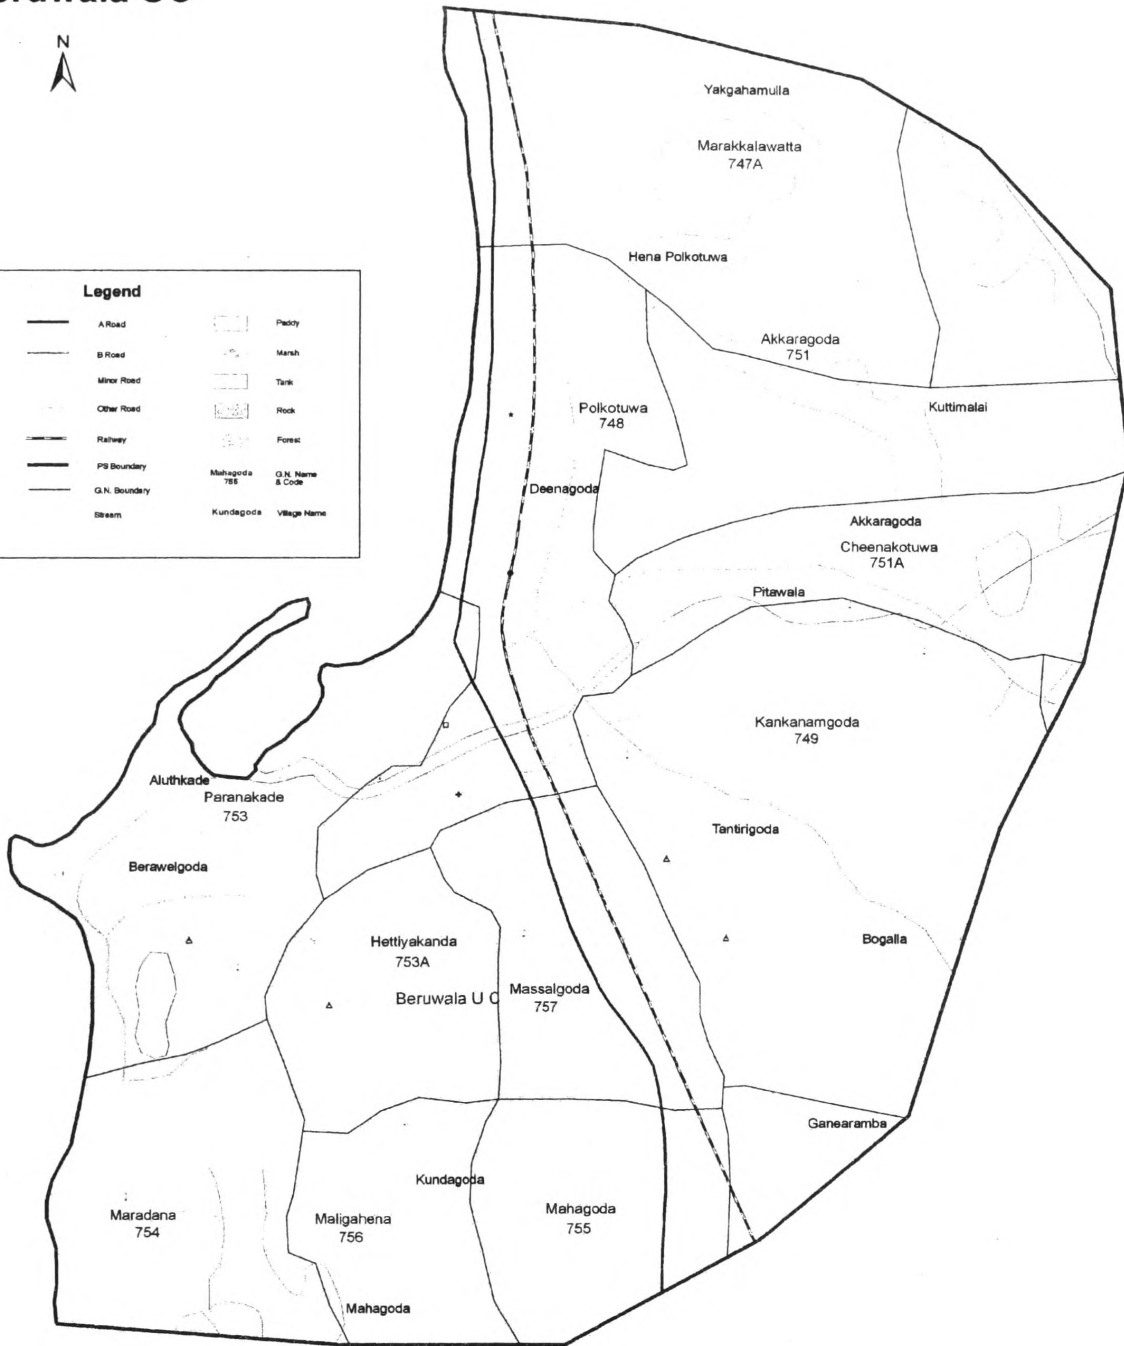 N
Yakgahamulla
Marakkalawatta
747A
Hena Polkotuwa
Akkaragoda
751
Kuttimalai
Polkotuwa
748
Deenagoda
Akkaragoda
Cheenakotuwa
751A
Pitawala
Legend
A Road
B Road
Minor Road
Other Road
Railway
PS Boundary
G.N. Boundary
Stream
Paddy
Marsh
Tank
Rock
Forest
Mahagoda
755
G.N. Name
& Code
Kundagoda
Village Name
Kankanamgoda
749
Aluthkade
Paranakade
753
Tantirigoda
Berawelgoda
Bogalla
Hettiyakanda
753A
Beruwala U C
Massalgoda
757
Ganearamba
Kundagoda
Maradana
754
Maligahena
756
Mahagoda
755
Mahagoda